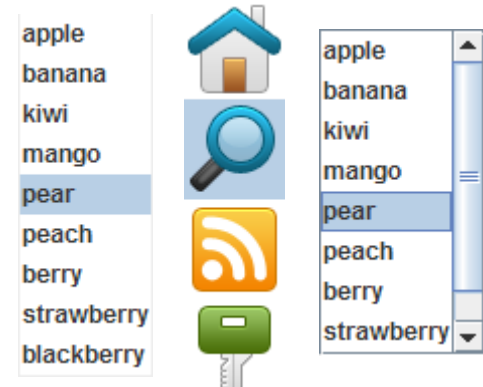 apple
banana
kiwi
mango
pear
peach
berry
strawberry
blackberry
apple
banana
kiwi
mango
pear
peach
berry
strawberry